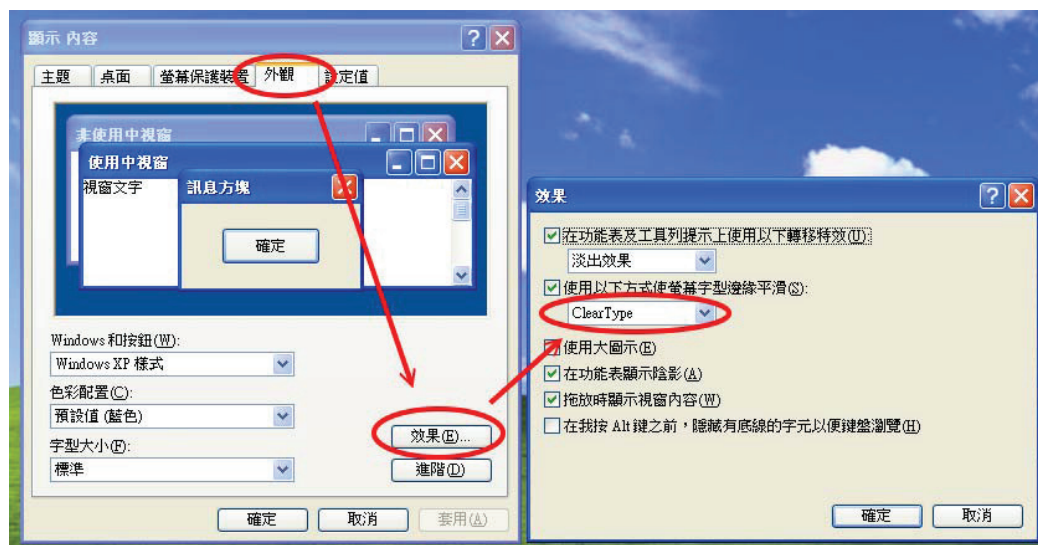 顯示 內容
主題
桌面
螢幕保護裝置
外觀
設定值
非使用中視窗
使用中視窗
視窗文字
訊息方塊
確定
Windows 和按鈕(W):
Windows XP 樣式
色彩配置(C):
預設值 (藍色)
字型大小(F):
標準
效果(E)...
進階(D)
確定
取消
套用(A)
效果
在功能表及工具列提示上使用以下轉移特效(U):
淡出效果
使用以下方式使螢幕字型邊緣平滑(S):
ClearType
使用大圖示(E)
在功能表顯示陰影(A)
拖放時顯示視窗內容(W)
在我按 Alt 鍵之前，隱藏有底線的字元以便鍵盤瀏覽(H)
確定
取消